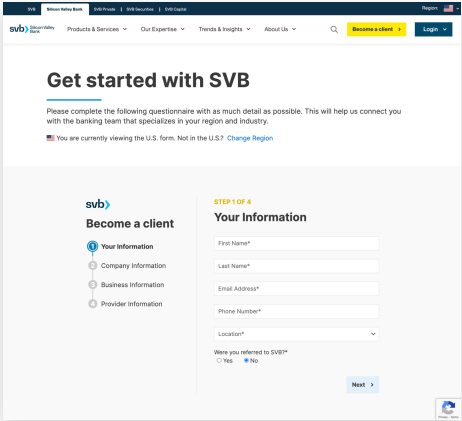 SVB
Silicon Valley Bank
SVB Private
SVB Securities
SVB Capital
Region:
svb
Silicon Valley
Bank
Products & Services
Our Expertise
Trends & Insights
About Us
Become a client
Login
Get started with SVB
Please complete the following questionnaire with as much detail as possible. This will help us connect you
with the banking team that specializes in your region and industry.
You are currently viewing the U.S. form. Not in the U.S.? Change Region
svb
Become a client
1 Your Information
2 Company Information
3 Business Information
4 Provider Information
STEP 1 OF 4
Your Information
First Name*
Last Name*
Email Address*
Phone Number*
Location*
Were you referred to SVB?*
Yes No
Next
Privacy - Terms